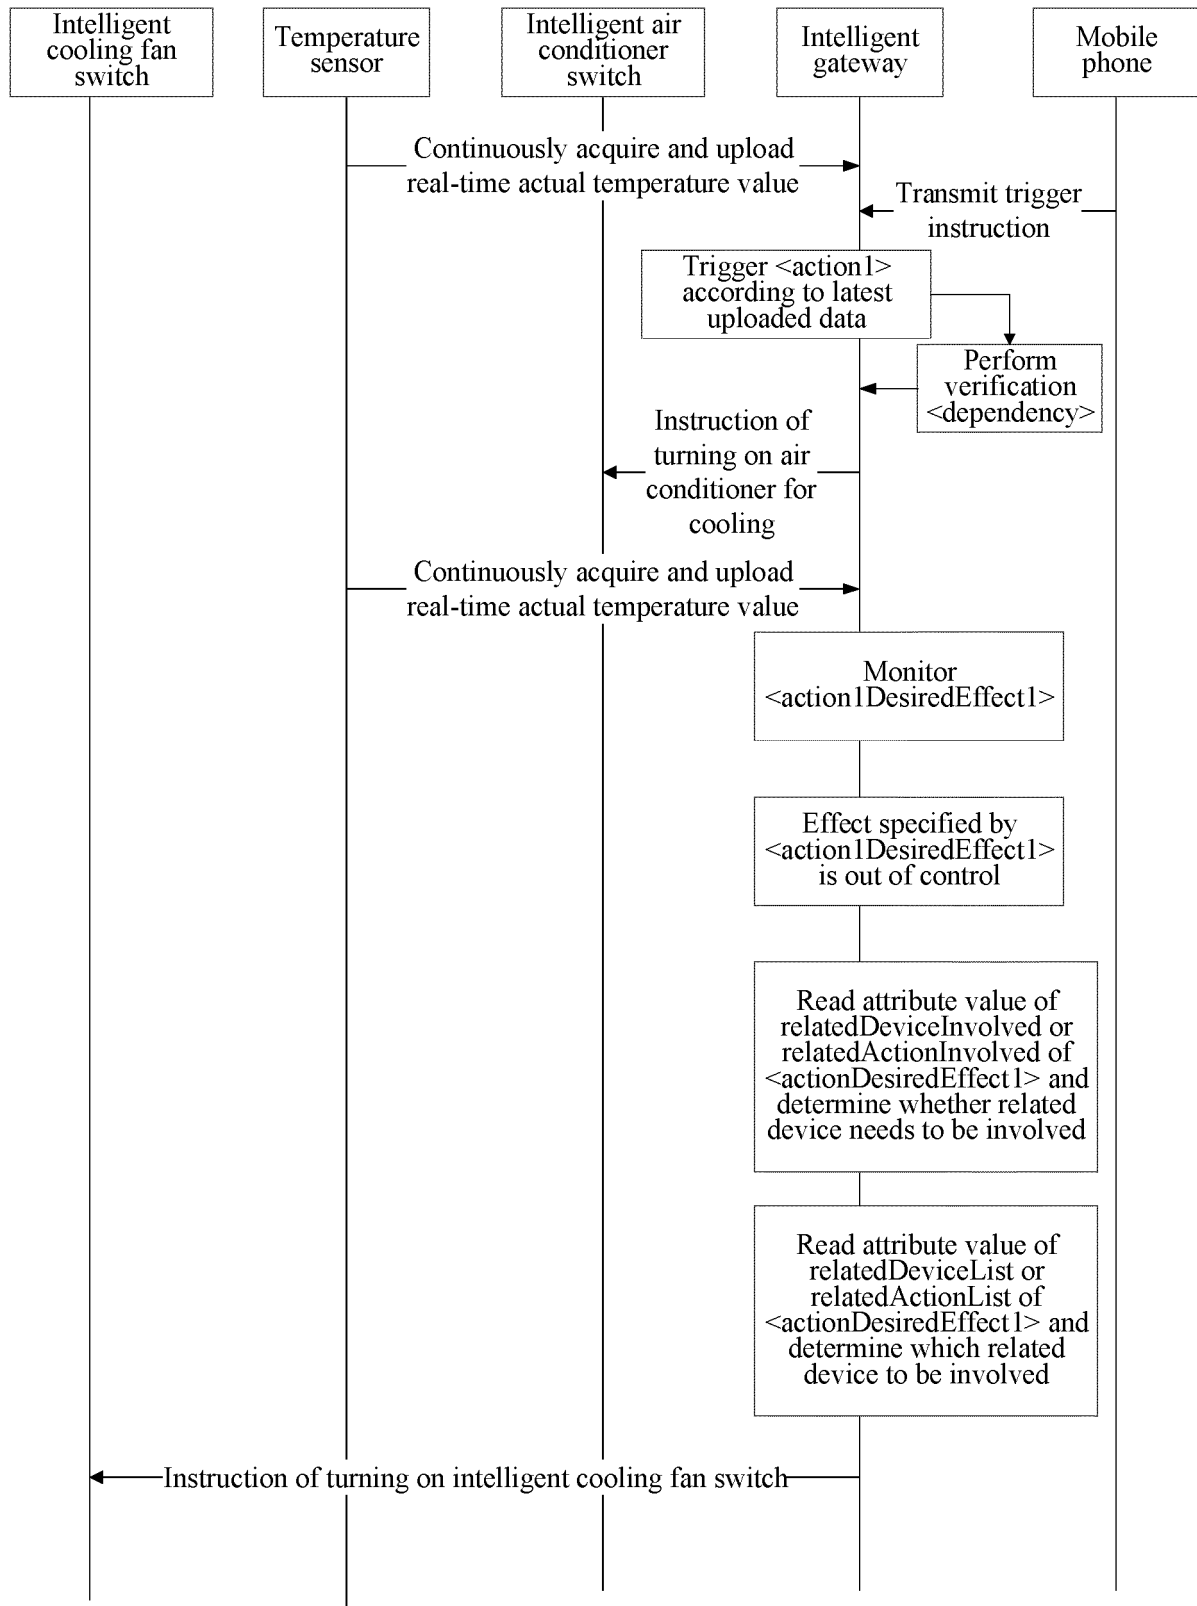 Intelligent
cooling fan
switch
Temperature
sensor
Intelligent air
conditioner
switch
Intelligent
gateway
Mobile
phone
Continuously acquire and upload
real-time actual temperature value
Transmit trigger
instruction
Trigger <action1>
according to latest
uploaded data
Perform
verification
<dependency>
Instruction of
turning on air
conditioner for
cooling
Continuously acquire and upload
real-time actual temperature value
Monitor
<action1DesiredEffect1>
Effect specified by
<action1DesiredEffect1>
is out of control
Read attribute value of
relatedDeviceInvolved or
relatedActionInvolved of
<actionDesiredEffect1> and
determine whether related
device needs to be involved
Read attribute value of
relatedDeviceList or
relatedActionList of
<actionDesiredEffect1> and
determine which related
device to be involved
Instruction of turning on intelligent cooling fan switch